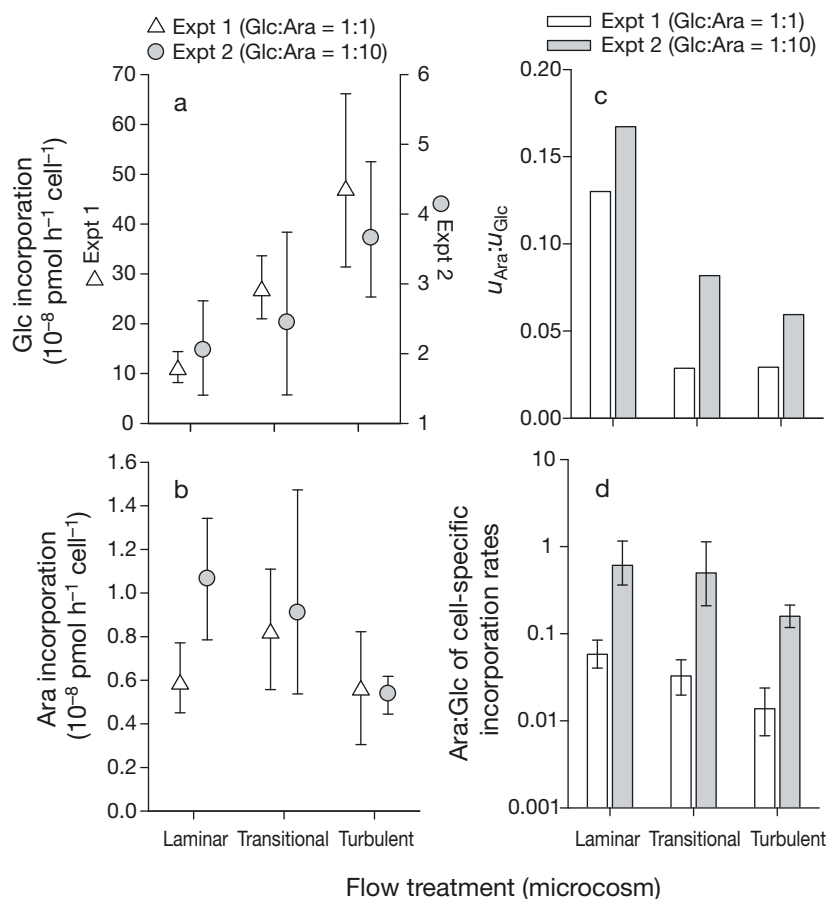 Expt 1 (Glc:Ara = 1:1)
Expt 2 (Glc:Ara = 1:10)
a
Glc incorporation
(10⁻⁸ pmol h⁻¹ cell⁻¹)
Expt 1
70
60
50
40
30
20
10
0
6
5
4
3
2
1
Expt 2
Expt 1 (Glc:Ara = 1:1)
Expt 2 (Glc:Ara = 1:10)
c
uAra:uGlc
0.20
0.15
0.10
0.05
0.00
b
Ara incorporation
(10⁻⁸ pmol h⁻¹ cell⁻¹)
1.6
1.4
1.2
1.0
0.8
0.6
0.4
0.2
0.0
Laminar Transitional Turbulent
d
Ara:Glc of cell-specific
incorporation rates
10
1
0.1
0.01
0.001
Laminar Transitional Turbulent
Flow treatment (microcosm)